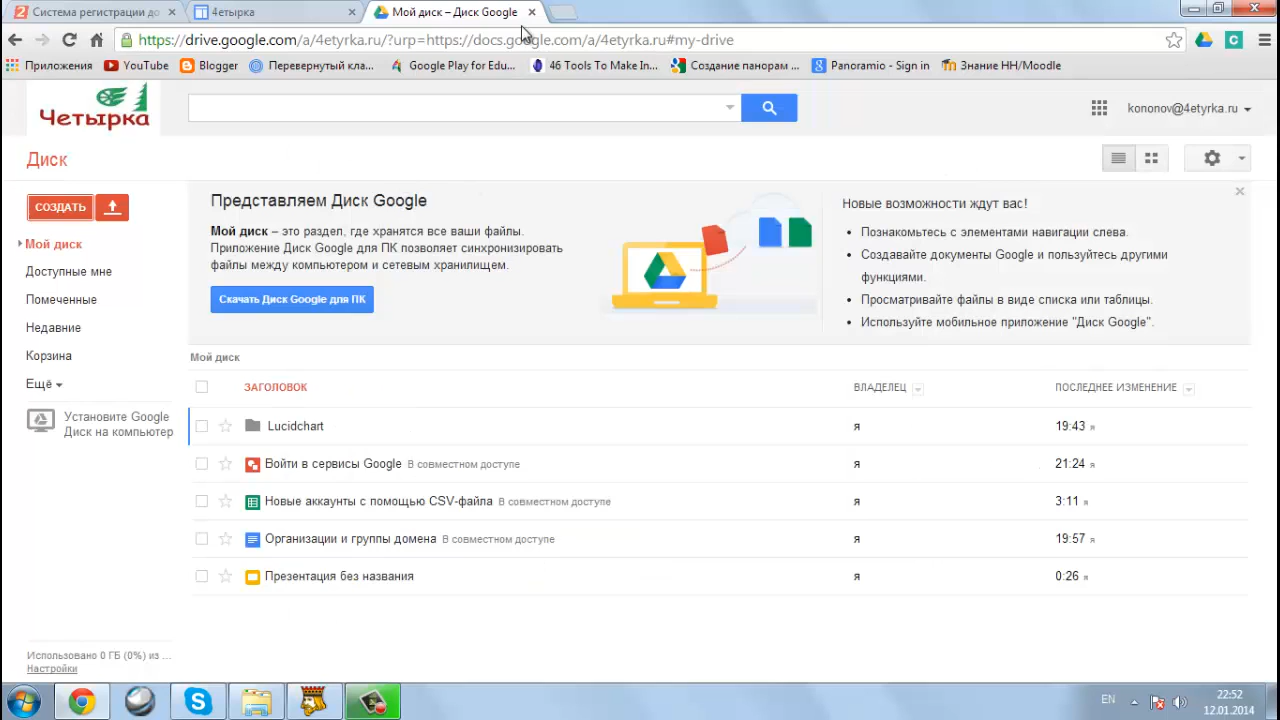 Система регистрации до
4етырка
Мой диск – Диск Google
https://drive.google.com/a/4etyrka.ru/?urp=https://docs.google.com/a/4etyrka.ru#my-drive
Приложения
YouTube
Blogger
Перевернутый кла...
Google Play for Edu...
46 Tools To Make In...
Создание панорам ...
Panoramio - Sign in
Знание НН/Moodle
Четырка
kononov@4etyrka.ru
Диск
СОЗДАТЬ
Мой диск
Доступные мне
Помеченные
Недавние
Корзина
Ещё
Установите Google
Диск на компьютер
Использовано 0 ГБ (0%) из ...
Настройки
Представляем Диск Google
Мой диск – это раздел, где хранятся все ваши файлы.
Приложение Диск Google для ПК позволяет синхронизировать
файлы между компьютером и сетевым хранилищем.
Скачать Диск Google для ПК
Новые возможности ждут вас!
Познакомьтесь с элементами навигации слева.
Создавайте документы Google и пользуйтесь другими
функциями.
Просматривайте файлы в виде списка или таблицы.
Используйте мобильное приложение "Диск Google".
Мой диск
ЗАГОЛОВОК ВЛАДЕЛЕЦ ПОСЛЕДНЕЕ ИЗМЕНЕНИЕ
Lucidchart я 19:43 я
Войти в сервисы Google В совместном доступе я 21:24 я
Новые аккаунты с помощью CSV-файла В совместном доступе я 3:11 я
Организации и группы домена В совместном доступе я 19:57 я
Презентация без названия я 0:26 я
EN
22:52
12.01.2014